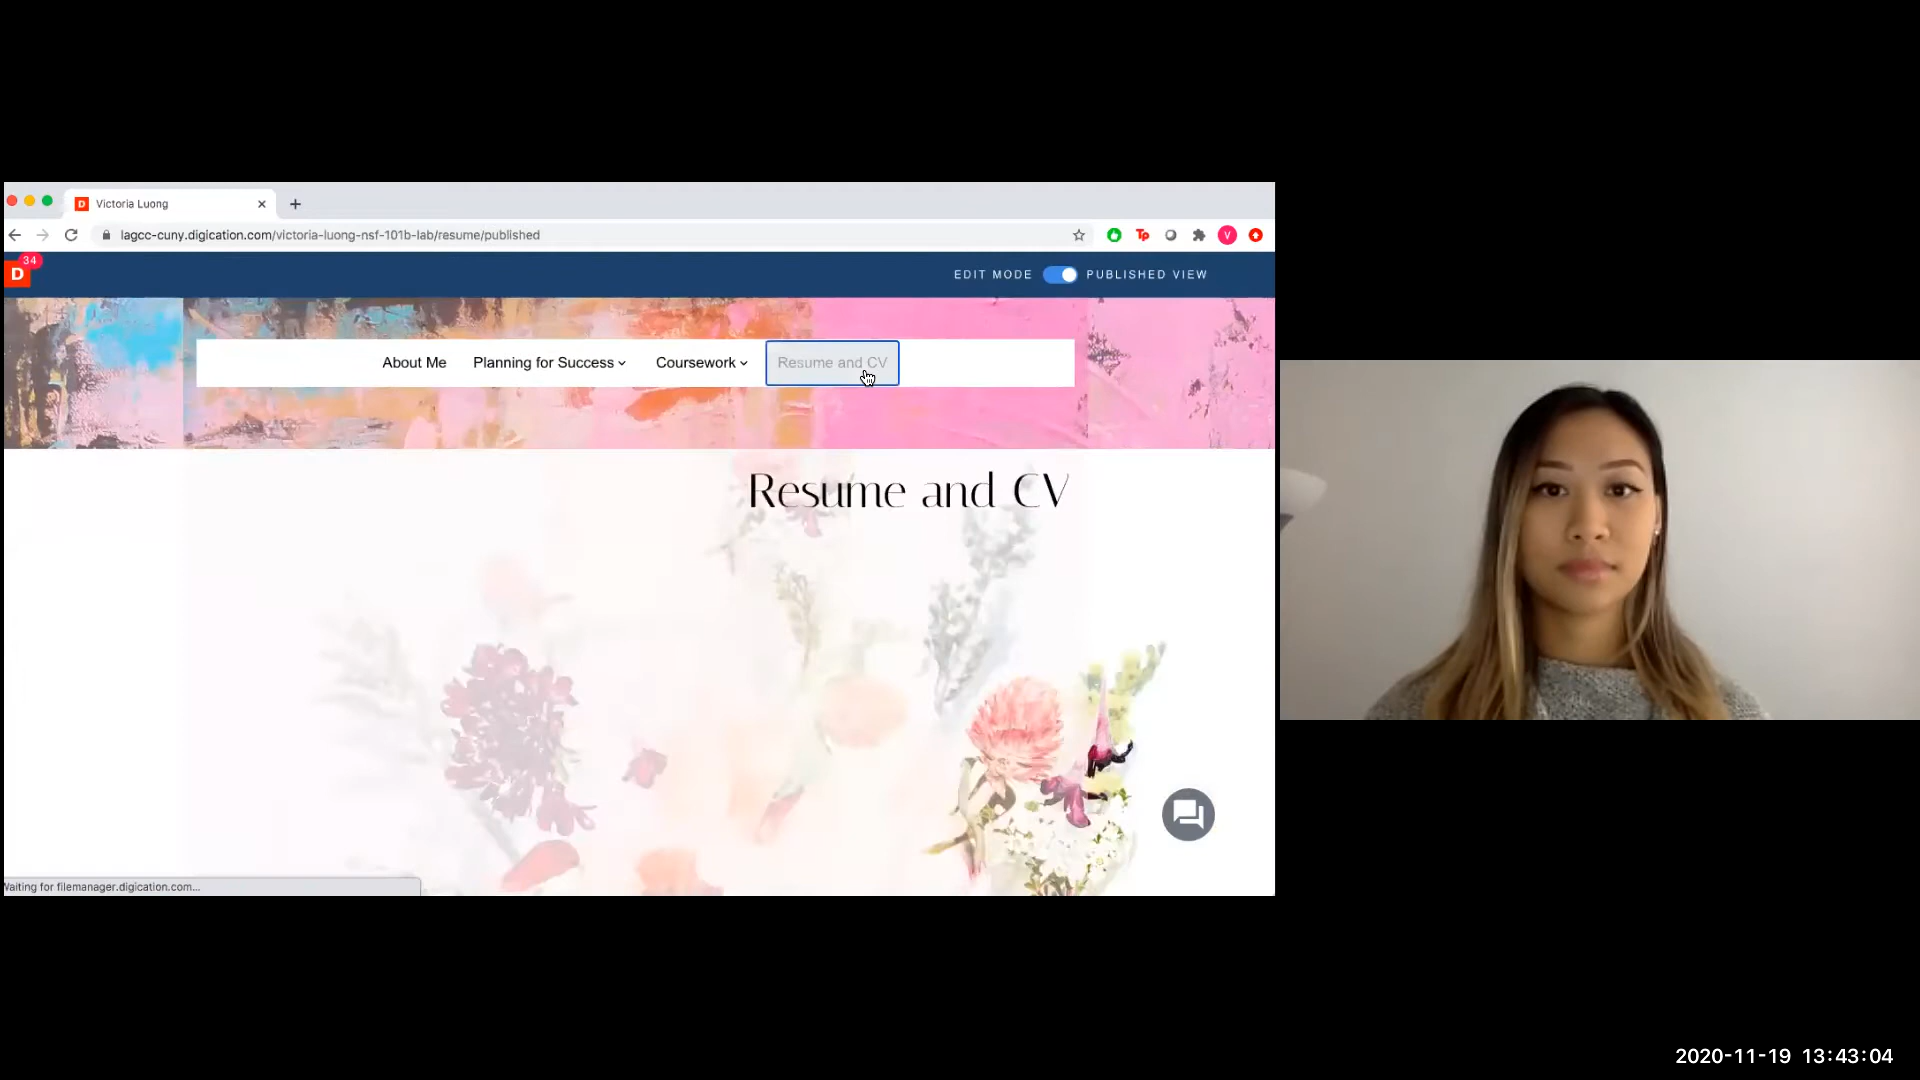 D Victoria Luong
lagcc-cuny.digication.com/victoria-luong-nsf-101b-lab/resume/published
Tp
V
D
34
EDIT MODE PUBLISHED VIEW
About Me Planning for Success Coursework Resume and CV
Resume and CV
Waiting for filemanager.digication.com...
2020-11-19 13:43:04